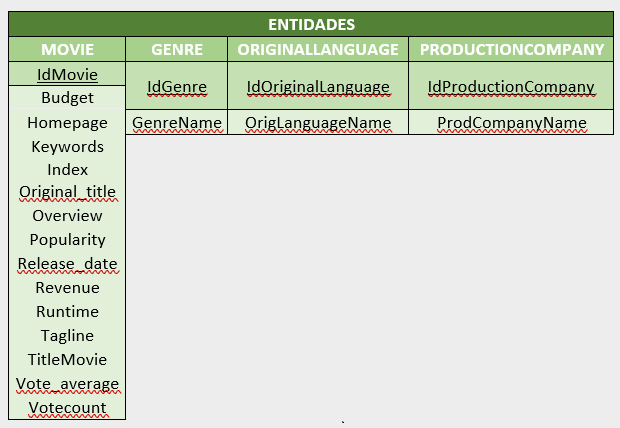 ENTIDADES
MOVIE GENRE ORIGINALLANGUAGE PRODUCTIONCOMPANY
IdMovie IdGenre IdOriginalLanguage IdProductionCompany
Budget
Homepage GenreName OrigLanguageName ProdCompanyName
Keywords
Index
Original_title
Overview
Popularity
Release_date
Revenue
Runtime
Tagline
TitleMovie
Vote_average
Votecount